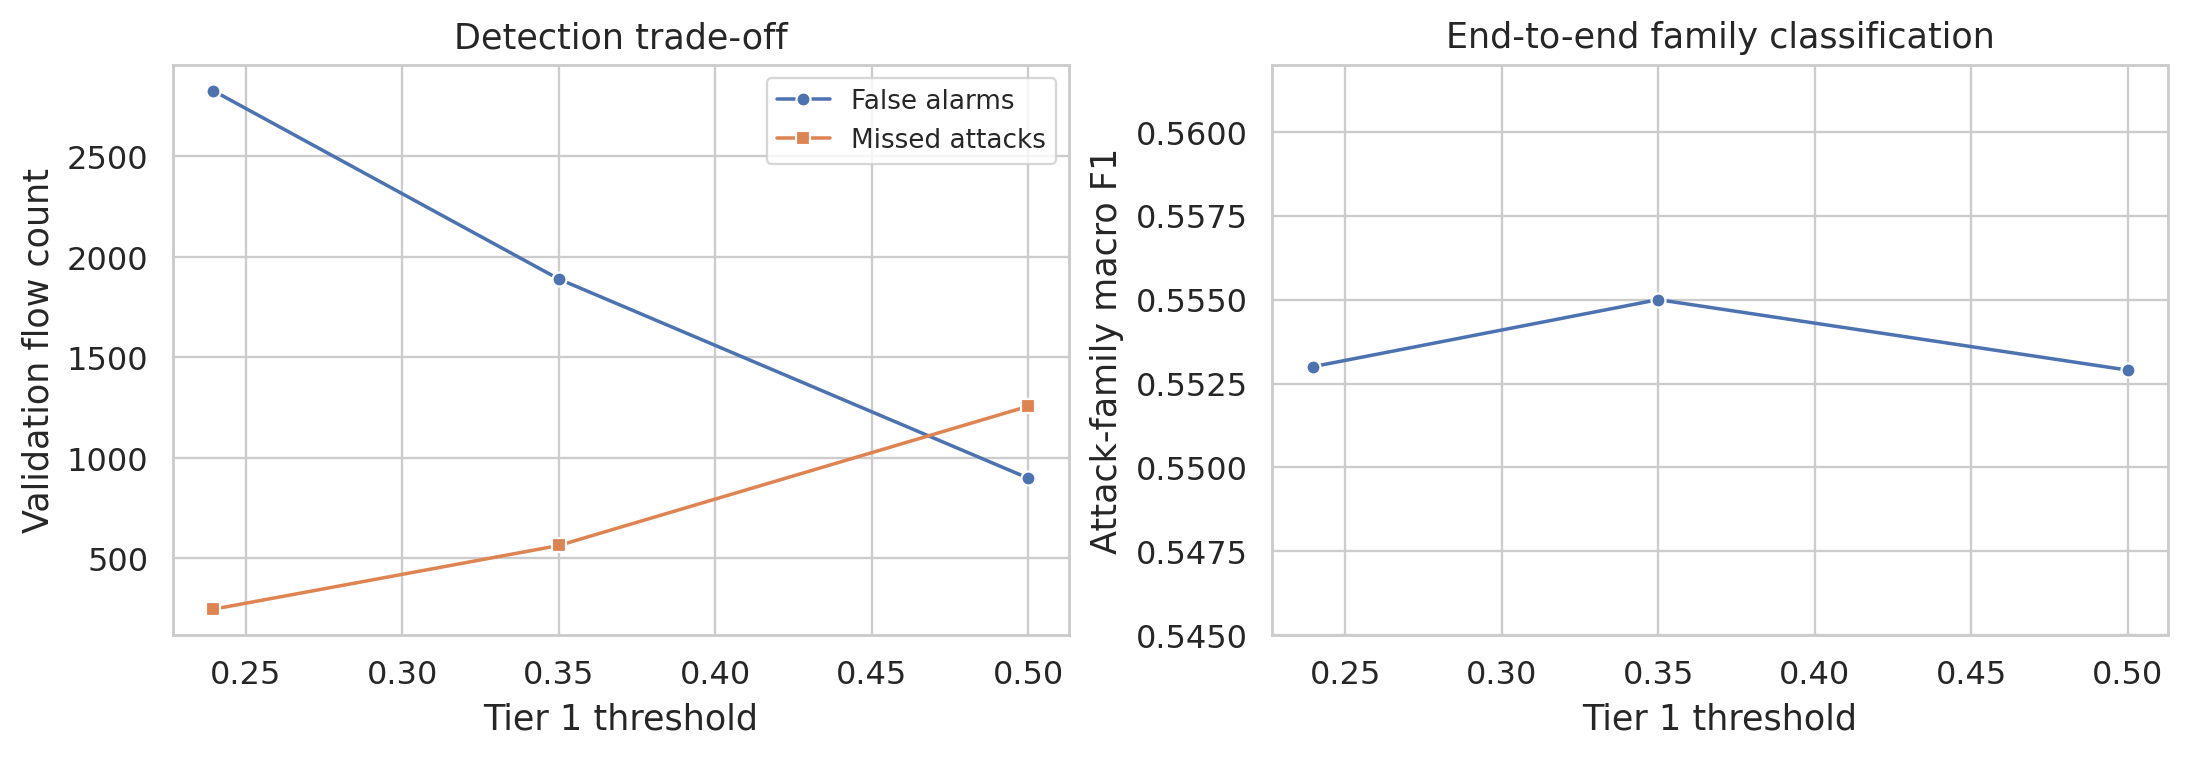 Detection trade-off
False alarms
Missed attacks
Validation flow count
2500
2000
1500
1000
500
0.25 0.30 0.35 0.40 0.45 0.50
Tier 1 threshold
End-to-end family classification
Attack-family macro F1
0.5600
0.5575
0.5550
0.5525
0.5500
0.5475
0.5450
0.25 0.30 0.35 0.40 0.45 0.50
Tier 1 threshold